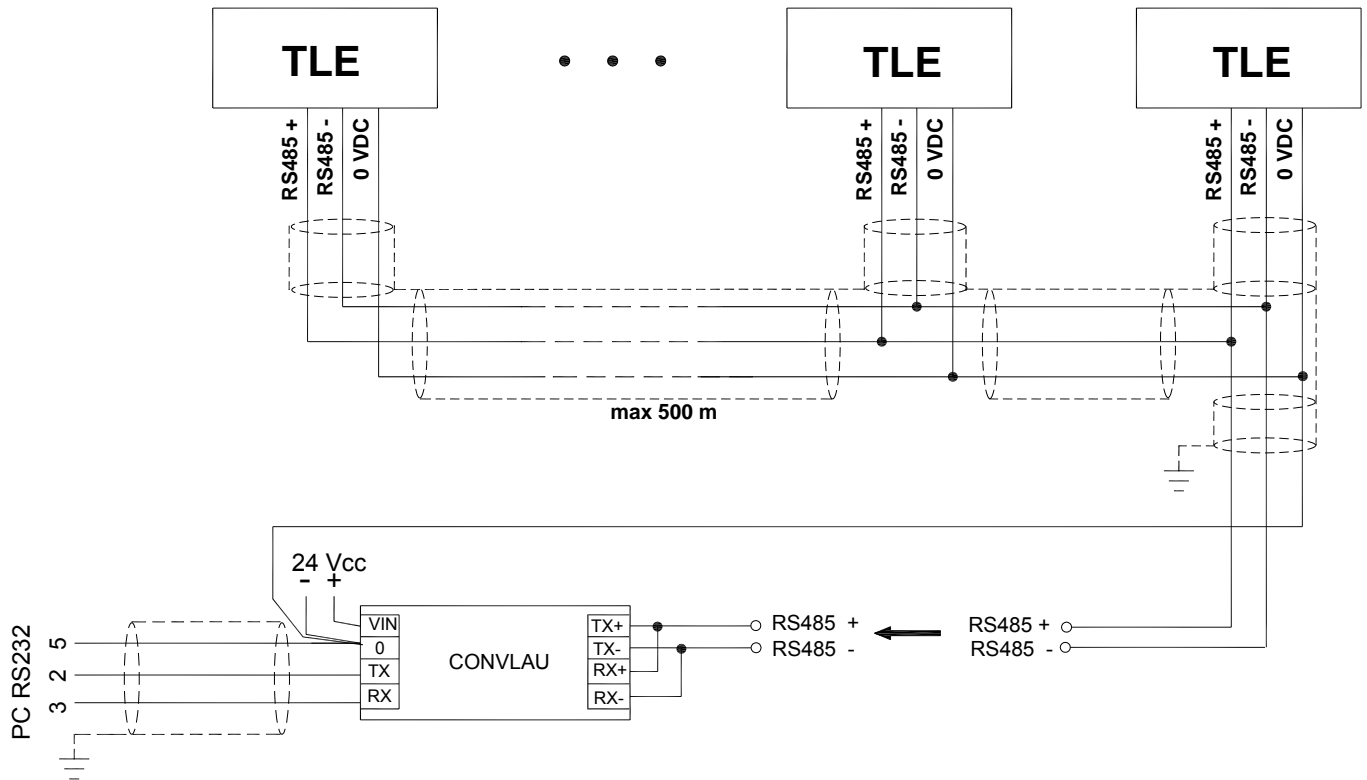 TLE
TLE
TLE
RS485 +
RS485 -
0 VDC
RS485 +
RS485 -
0 VDC
RS485 +
RS485 -
0 VDC
max 500 m
24 Vcc
- +
PC RS232
5
2
3
VIN
0
TX
RX
CONVLAU
TX+
TX-
RX+
RX-
RS485 +
RS485 -
RS485 +
RS485 -